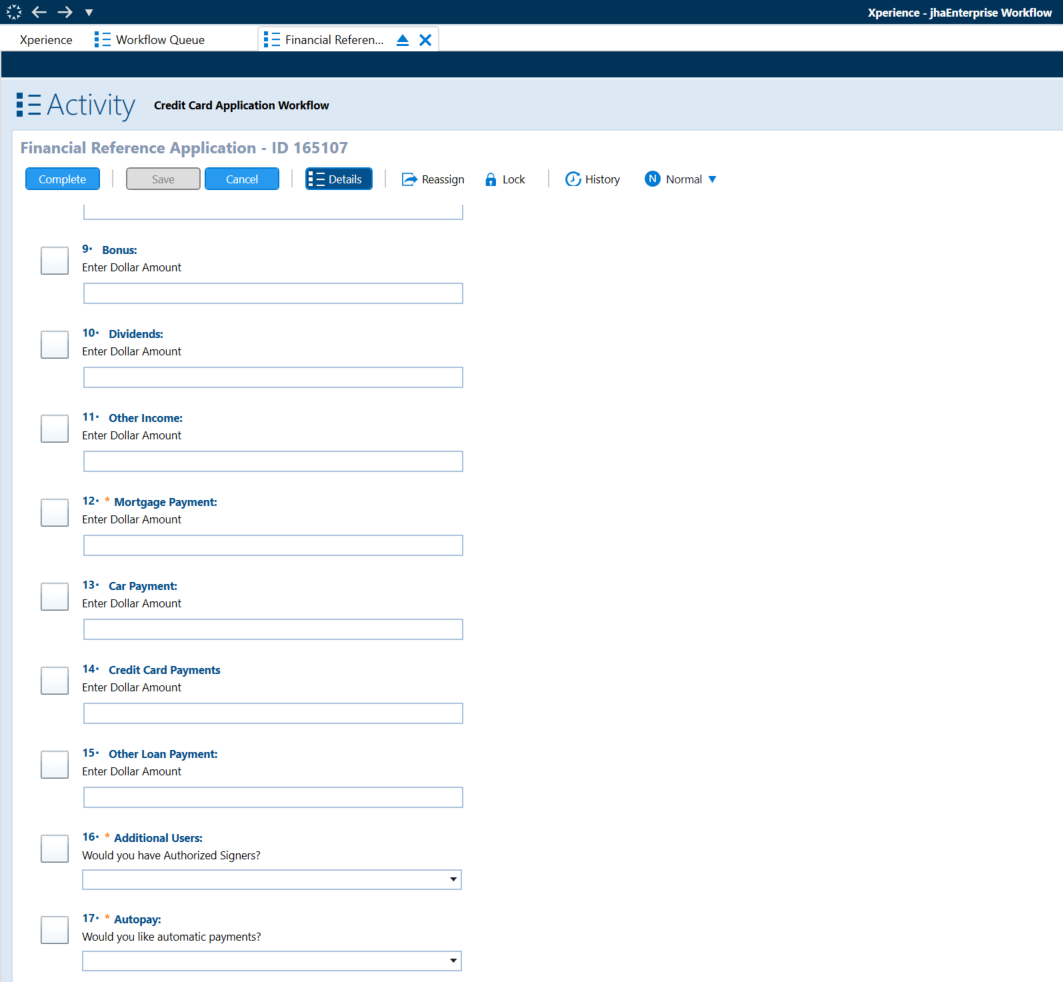 Xperience - jhaEnterprise Workflow
Xperience Workflow Queue Financial Referen...
Activity Credit Card Application Workflow
Financial Reference Application - ID 165107
Complete Save Cancel Details Reassign Lock History N Normal
9· Bonus:
Enter Dollar Amount
10· Dividends:
Enter Dollar Amount
11· Other Income:
Enter Dollar Amount
12· * Mortgage Payment:
Enter Dollar Amount
13· Car Payment:
Enter Dollar Amount
14· Credit Card Payments
Enter Dollar Amount
15· Other Loan Payment:
Enter Dollar Amount
16· * Additional Users:
Would you have Authorized Signers?
17· * Autopay:
Would you like automatic payments?